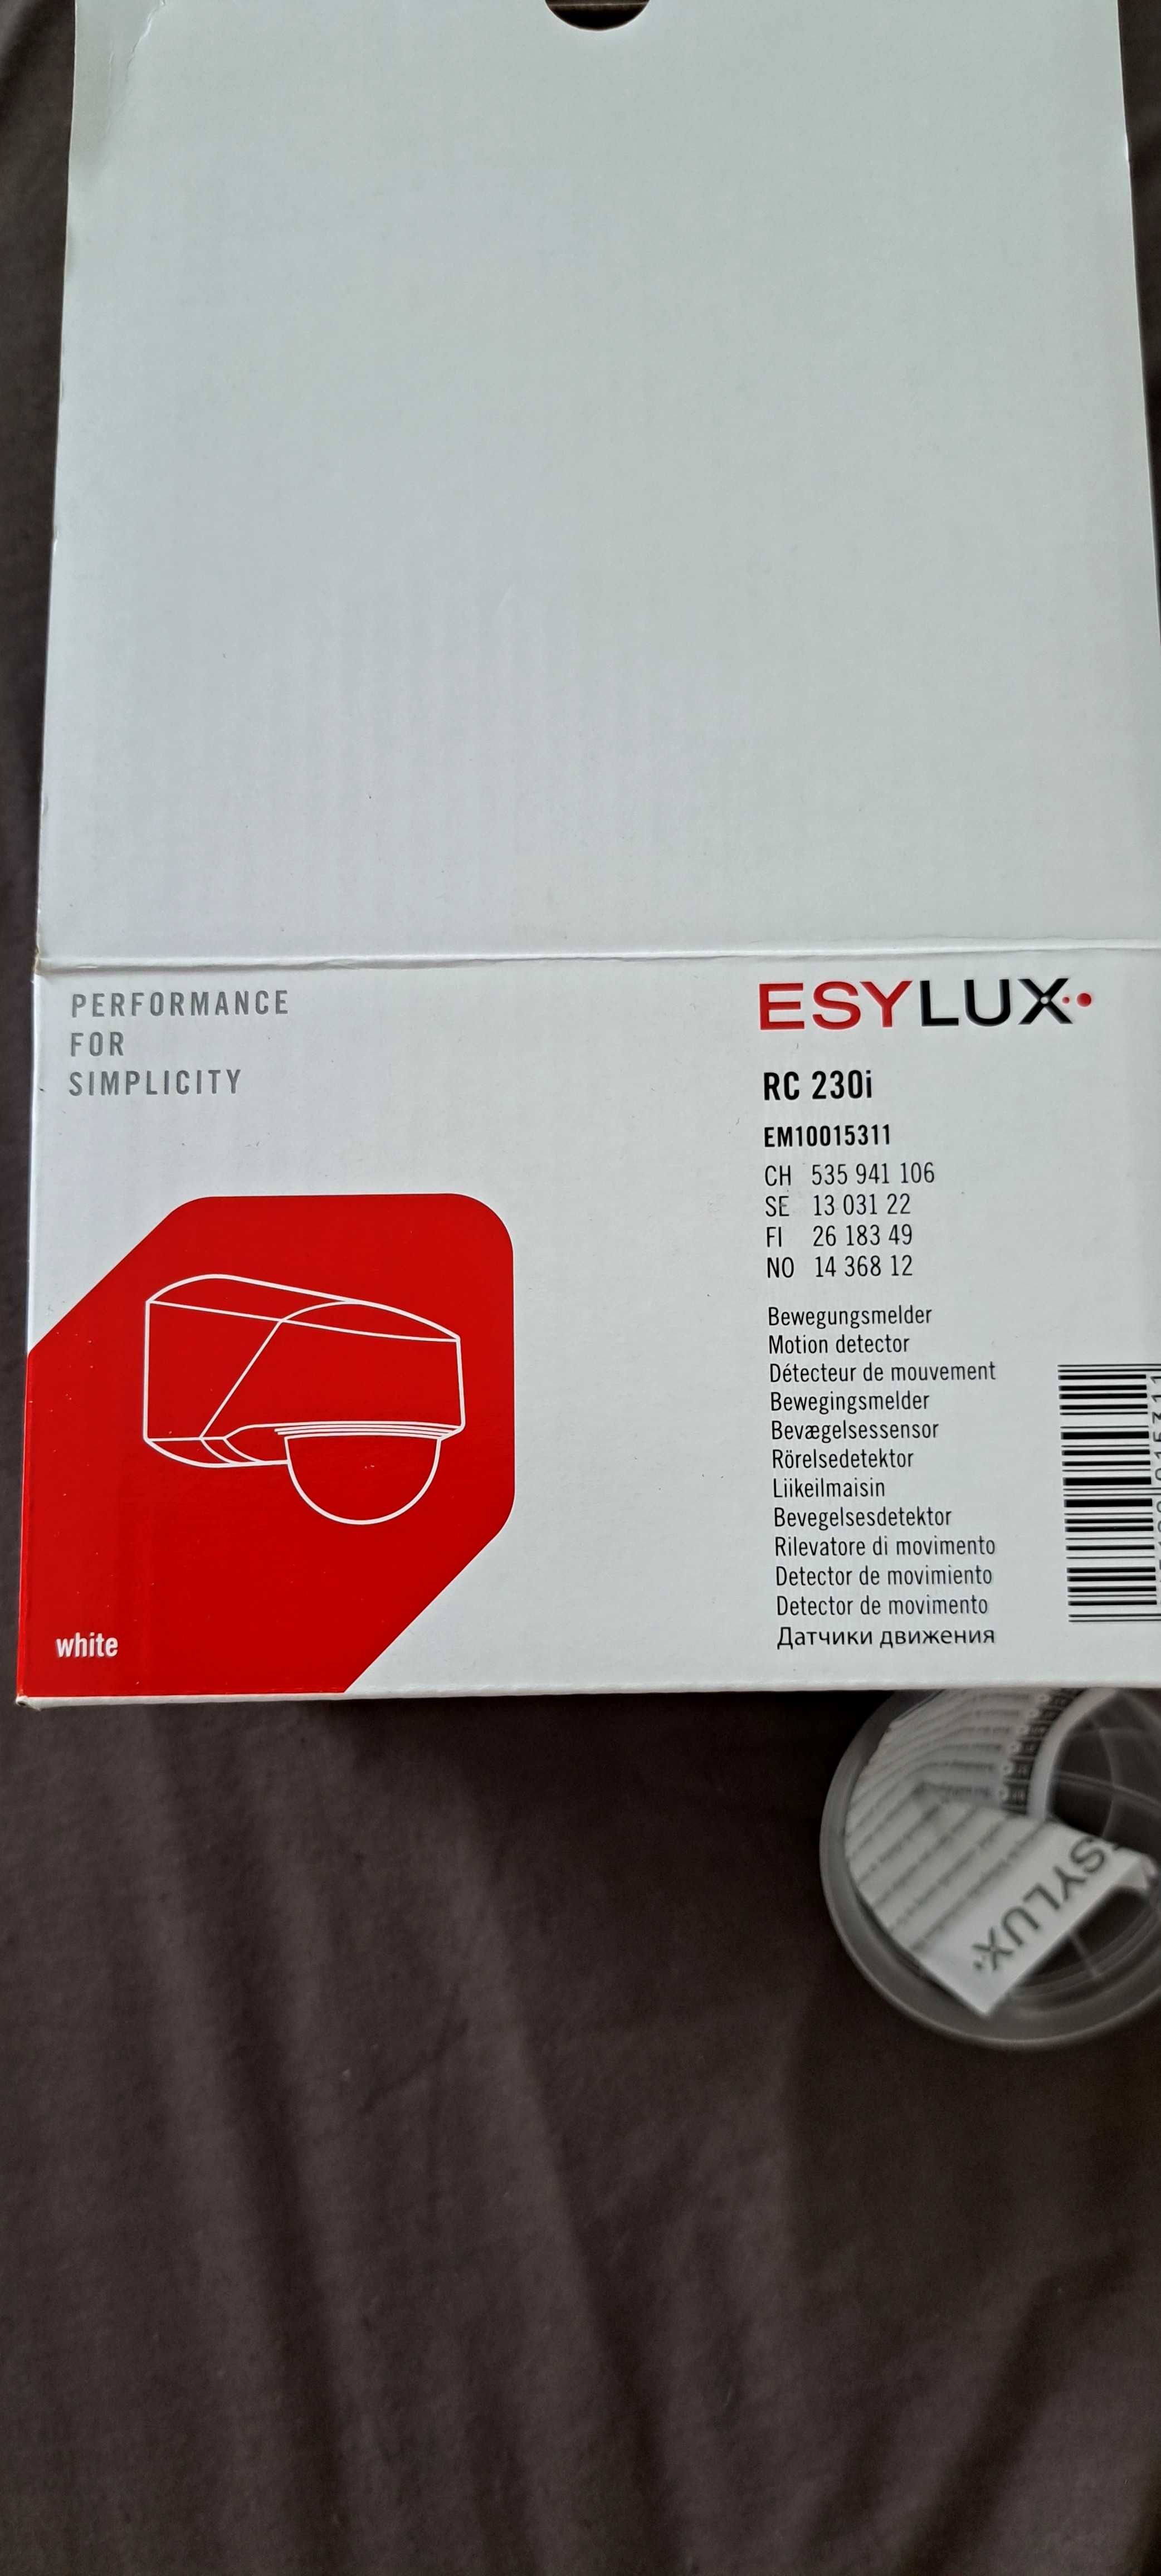 PERFORMANCE
FOR
SIMPLICITY
white
ESYLUX
RC 230i
EM10015311
CH 535 941 106
SE 13 031 22
FI 26 183 49
NO 14 368 12
Bewegungsmelder
Motion detector
Détecteur de mouvement
Bewegingsmelder
Bevægelsessensor
Rörelsedetektor
Liikeilmaisin
Bevegelsesdetektor
Rilevatore di movimento
Detector de movimiento
Detector de movimento
Датчики движения
ESYLUX